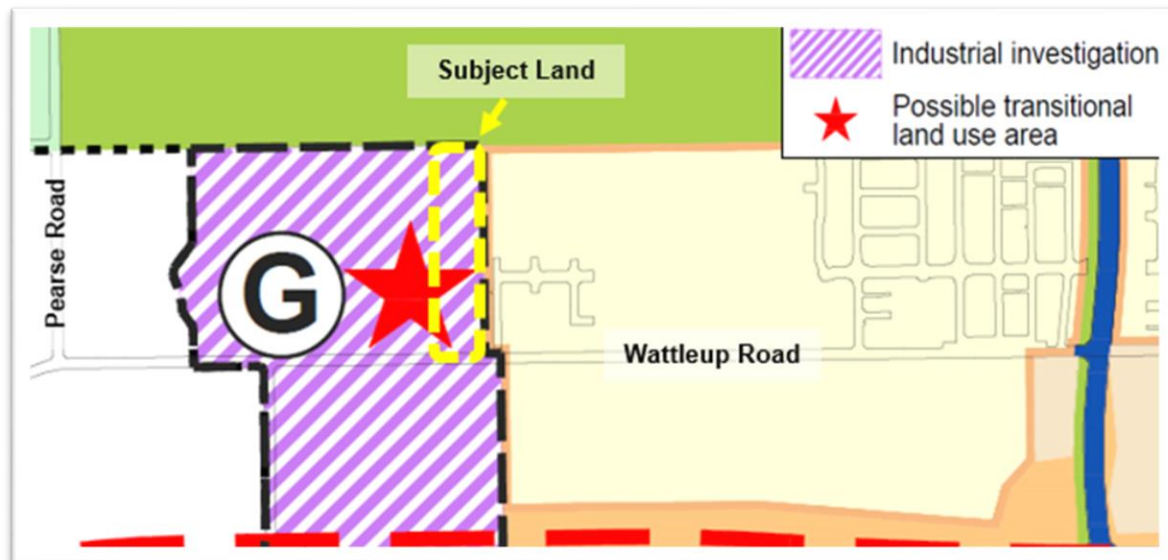 Industrial investigation
Possible transitional
land use area
Subject Land
Pearse Road
G
Wattleup Road